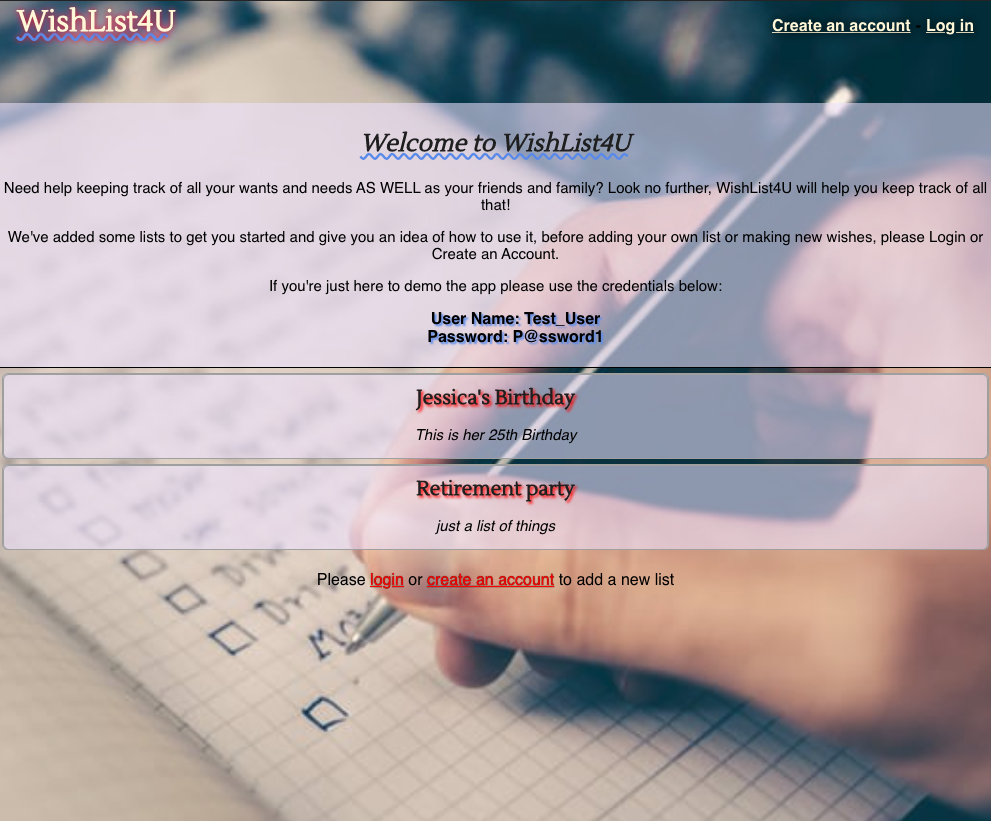 WishList4U
Create an account - Log in
Welcome to WishList4U
Need help keeping track of all your wants and needs AS WELL as your friends and family? Look no further, WishList4U will help you keep track of all
that!
We've added some lists to get you started and give you an idea of how to use it, before adding your own list or making new wishes, please Login or
Create an Account.
If you're just here to demo the app please use the credentials below:
User Name: Test_User
Password: P@ssword1
Jessica's Birthday
This is her 25th Birthday
Retirement party
just a list of things
Please login or create an account to add a new list